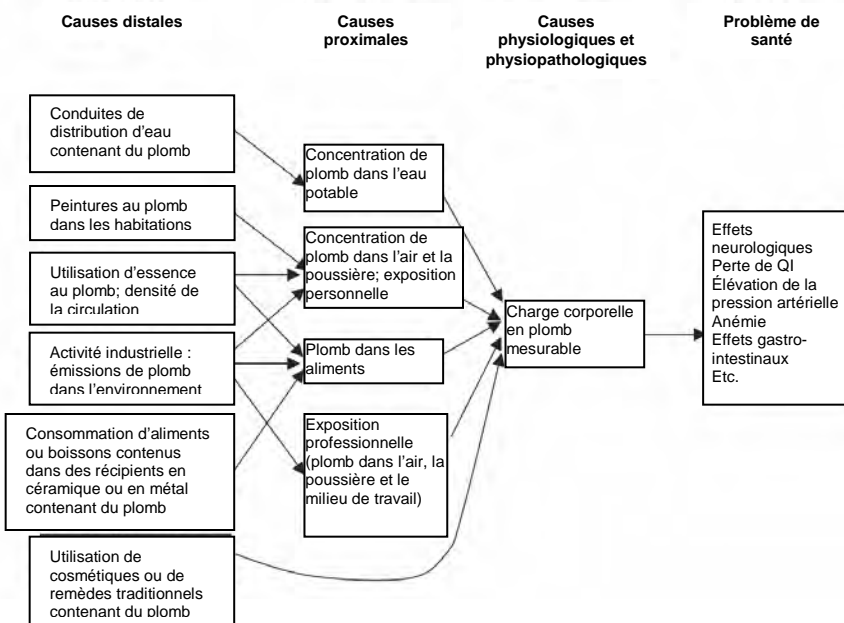 Causes distales
Causes
proximales
Causes
physiologiques et
physiopathologiques
Problème de
santé
Conduites de
distribution d'eau
contenant du plomb
Peintures au plomb
dans les habitations
Utilisation d'essence
au plomb; densité de
la circulation
Activité industrielle :
émissions de plomb
dans l'environnement
Consommation d'aliments
ou boissons contenus
dans des récipients en
céramique ou en métal
contenant du plomb
Utilisation de
cosmétiques ou de
remèdes traditionnels
contenant du plomb
Concentration de
plomb dans l'eau
potable
Concentration de
plomb dans l'air et la
poussière; exposition
personnelle
Plomb dans les
aliments
Exposition
professionnelle
(plomb dans l'air, la
poussière et le
milieu de travail)
Charge corporelle
en plomb
mesurable
Effets
neurologiques
Perte de QI
Élévation de la
pression artérielle
Anémie
Effets gastro-
intestinaux
Etc.